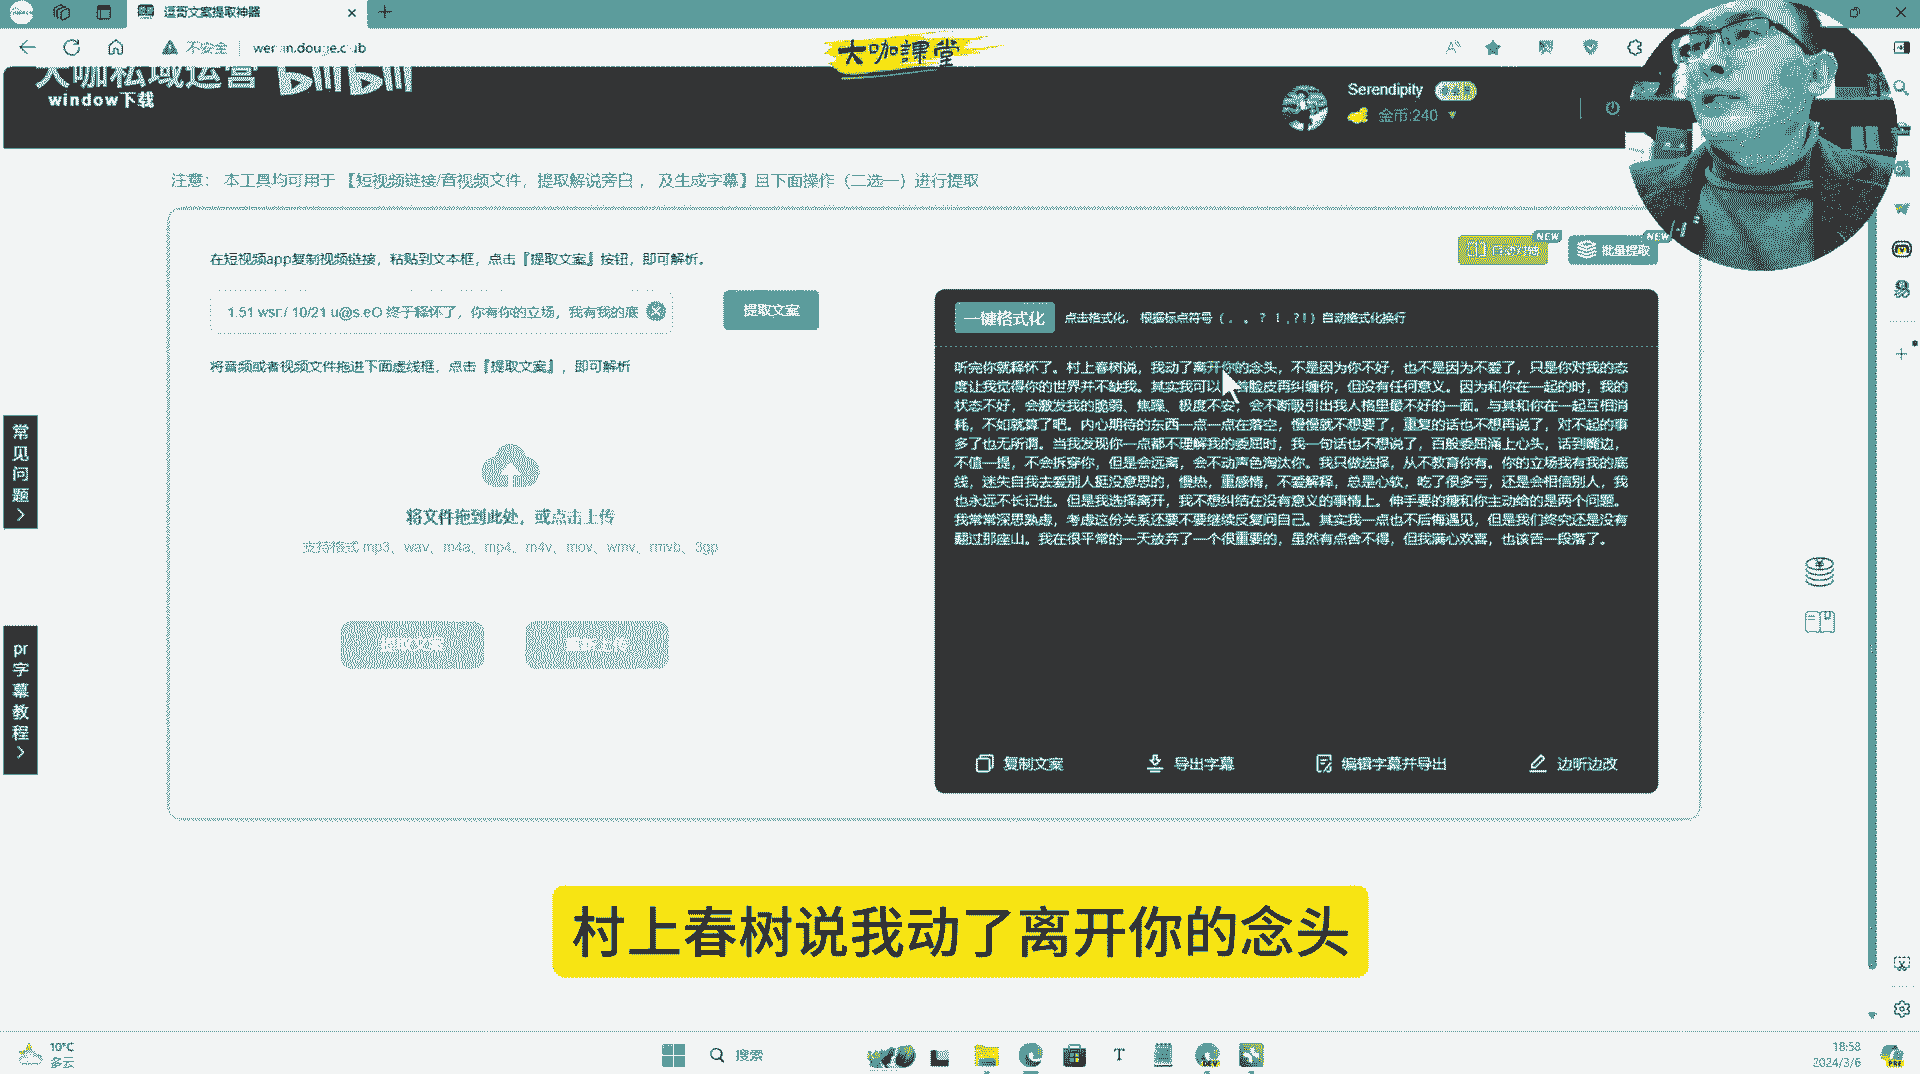 逗哥文案提取神器
不安全
大咖課堂
大咖私域运营 bilibili
window下载
Serendipity
金币:240
注意： 本工具均可用于 【短视频链接/音视频文件，提取解说旁白 ， 及生成字幕】且下面操作（二选一）进行提取
NEW
NEW
批量提取
在短视频app复制视频链接，粘贴到文本框，点击『提取文案』按钮，即可解析。
终于释怀了，你有你的立场，我有我的底
提取文案
一键格式化
点击格式化， 根据标点符号（ ， 。 ？ ！ ,?! ）自动格式化换行
将音频或者视频文件拖进下面虚线框，点击『提取文案』，即可解析
听完你就释怀了。村上春树说，我动了离开你的念头，不是因为你不好，也不是因为不爱了，只是你对我的态
度让我觉得你的世界并不缺我。其实我可以 着脸皮再纠缠你，但没有任何意义。因为和你在一起的时，我的
状态不好，会激发我的脆弱、焦躁、极度不安，会不断吸引出我人格里最不好的一面。与其和你在一起互相消
耗，不如就算了吧。内心期待的东西一点一点在落空，慢慢就不想要了，重复的话也不想再说了，对不起的事
多了也无所谓。当我发现你一点都不理解我的委屈时，我一句话也不想说了，百般委屈涌上心头，话到嘴边，
不值一提，不会拆穿你，但是会远离，会不动声色淘汰你。我只做选择，从不教育你有。你的立场我有我的底
线，迷失自我去爱别人挺没意思的，慢热，重感情，不爱解释，总是心软，吃了很多亏，还是会相信别人，我
也永远不长记性。但是我选择离开，我不想纠结在没有意义的事情上。伸手要的糖和你主动给的是两个问题。
我常常深思熟虑，考虑这份关系还要不要继续反复问自己。其实我一点也不后悔遇见，但是我们终究还是没有
翻过那座山。我在很平常的一天放弃了一个很重要的，虽然有点舍不得，但我满心欢喜，也该告一段落了。
常见问题 >
将文件拖到此处，或点击上传
支持格式 mp3、wav、m4a、mp4、m4v、mov、wmv、rmvb、3gp
提取文案
重新上传
pr字幕教程 >
复制文案
导出字幕
编辑字幕并导出
边听边改
村上春树说我动了离开你的念头
10°C
多云
搜索
18:58
2024/3/6